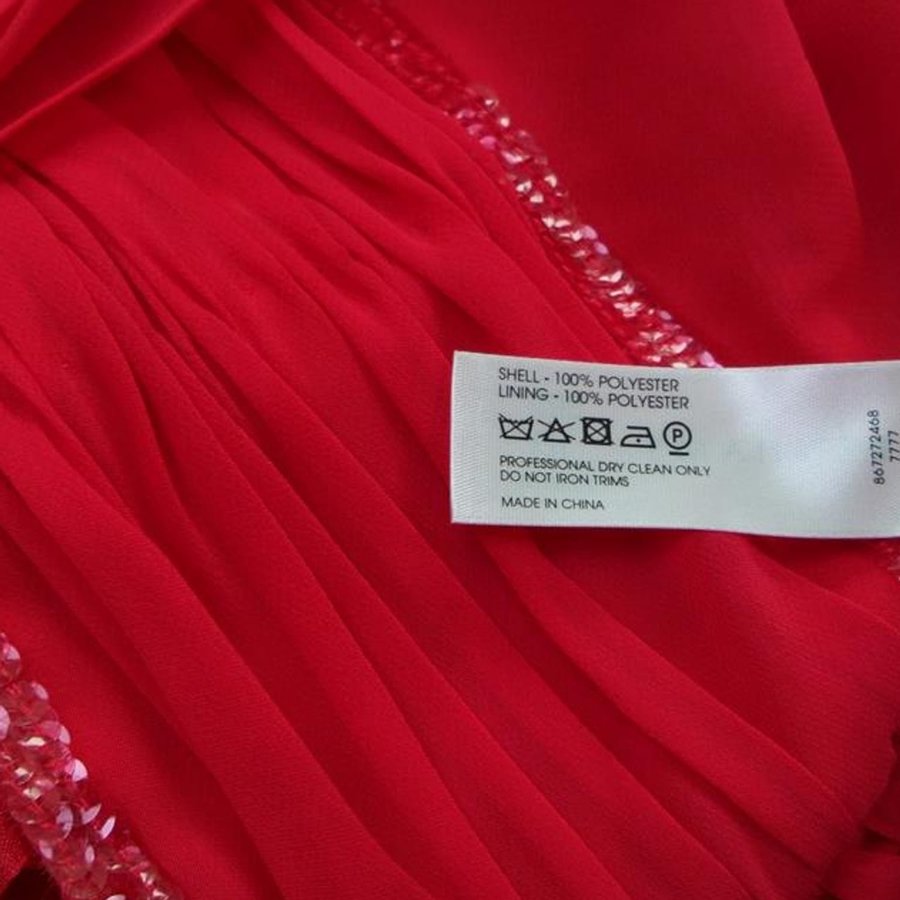 SHELL - 100% POLYESTER
LINING - 100% POLYESTER
P
PROFESSIONAL DRY CLEAN ONLY
DO NOT IRON TRIMS
MADE IN CHINA
867272468
7777